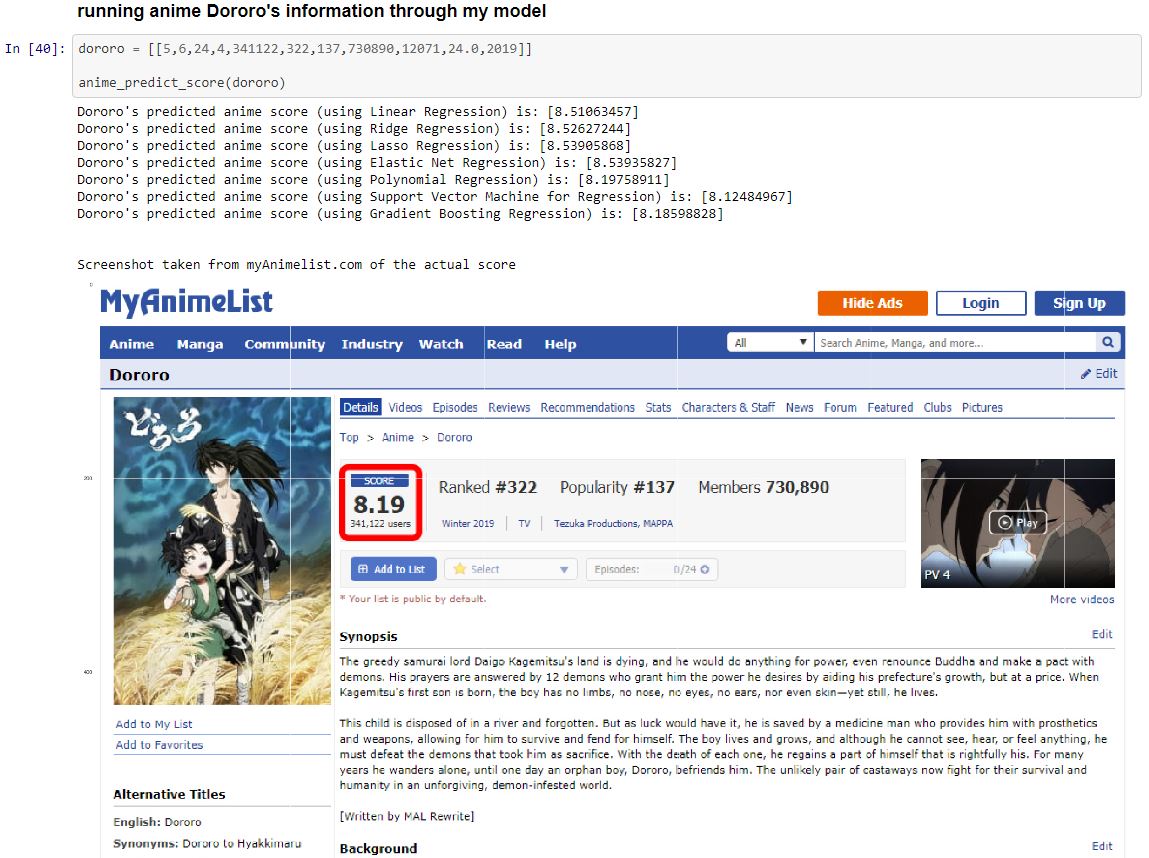 running anime Dororo's information through my model
In [40]: dororo = [[5,6,24,4,341122,322,137,730890,12071,24.0,2019]]
anime_predict_score(dororo)
Dororo's predicted anime score (using Linear Regression) is: [8.51063457]
Dororo's predicted anime score (using Ridge Regression) is: [8.52627244]
Dororo's predicted anime score (using Lasso Regression) is: [8.53905868]
Dororo's predicted anime score (using Elastic Net Regression) is: [8.53935827]
Dororo's predicted anime score (using Polynomial Regression) is: [8.19758911]
Dororo's predicted anime score (using Support Vector Machine for Regression) is: [8.12484967]
Dororo's predicted anime score (using Gradient Boosting Regression) is: [8.18598828]
Screenshot taken from myAnimelist.com of the actual score
0
MyAnimeList
Hide Ads Login Sign Up
Anime Manga Community Industry Watch Read Help All Search Anime, Manga, and more...
Dororo Edit
どろろ
Details Videos Episodes Reviews Recommendations Stats Characters & Staff News Forum Featured Clubs Pictures
Top > Anime > Dororo
200
SCORE
8.19
341,122 users
Ranked #322 Popularity #137 Members 730,890
Winter 2019 TV Tezuka Productions, MAPPA
Play
PV 4
Add to List Select Episodes: 0/24
* Your list is public by default.
More videos
Synopsis Edit
The greedy samurai lord Daigo Kagemitsu's land is dying, and he would do anything for power, even renounce Buddha and make a pact with
demons. His prayers are answered by 12 demons who grant him the power he desires by aiding his prefecture's growth, but at a price. When
Kagemitsu's first son is born, the boy has no limbs, no nose, no eyes, no ears, nor even skin—yet still, he lives.
400
This child is disposed of in a river and forgotten. But as luck would have it, he is saved by a medicine man who provides him with prosthetics
and weapons, allowing for him to survive and fend for himself. The boy lives and grows, and although he cannot see, hear, or feel anything, he
must defeat the demons that took him as sacrifice. With the death of each one, he regains a part of himself that is rightfully his. For many
years he wanders alone, until one day an orphan boy, Dororo, befriends him. The unlikely pair of castaways now fight for their survival and
humanity in an unforgiving, demon-infested world.
[Written by MAL Rewrite]
Background Edit
Add to My List
Add to Favorites
Alternative Titles
English: Dororo
Synonyms: Dororo to Hyakkimaru